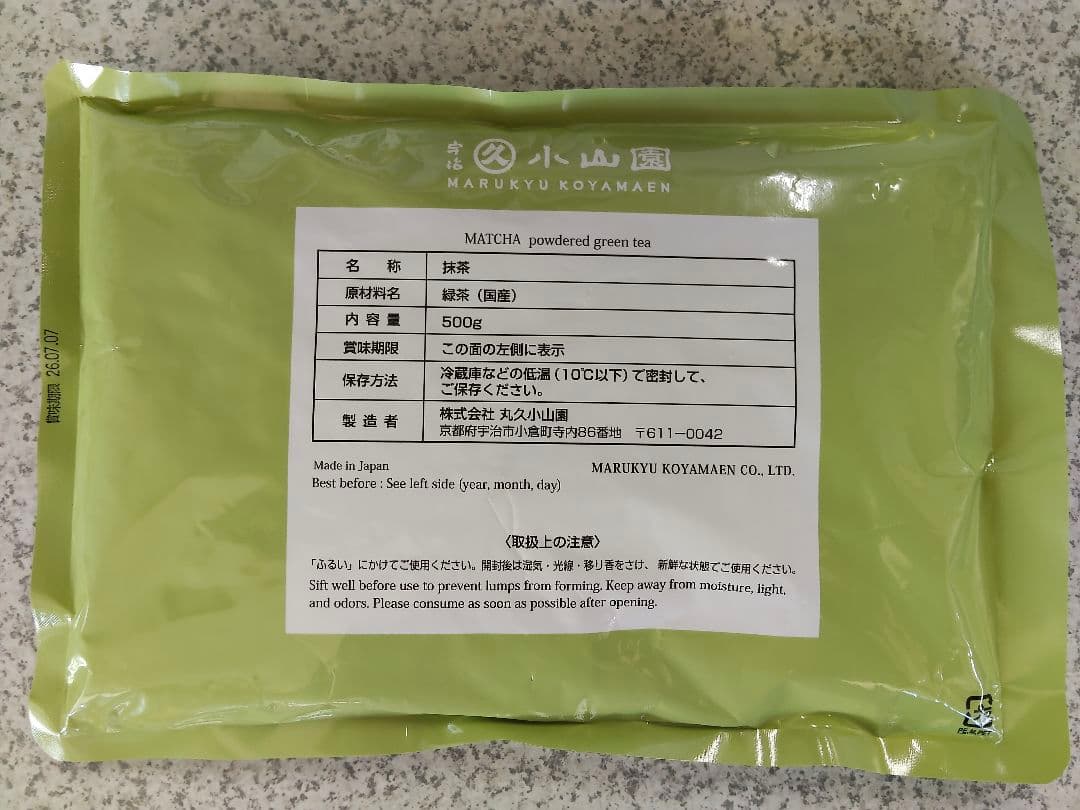 宇治 久 小山園
MARUKYU KOYAMAEN
MATCHA powdered green tea
名 称 抹茶
原材料名 緑茶（国産）
内容量 500g
賞味期限 この面の左側に表示
保存方法 冷蔵庫などの低温（10℃以下）で密封して、
ご保存ください。
製造者 株式会社 丸久小山園
京都府宇治市小倉町寺内86番地 〒611-0042
Made in Japan
MARUKYU KOYAMAEN CO., LTD.
Best before : See left side (year, month, day)
〈取扱上の注意〉
「ふるい」にかけてご使用ください。開封後は湿気・光線・移り香をさけ、新鮮な状態でご使用ください。
Sift well before use to prevent lumps from forming. Keep away from moisture, light,
and odors. Please consume as soon as possible after opening.
賞味期限 26.07.07
プラ
P.E,M,PET